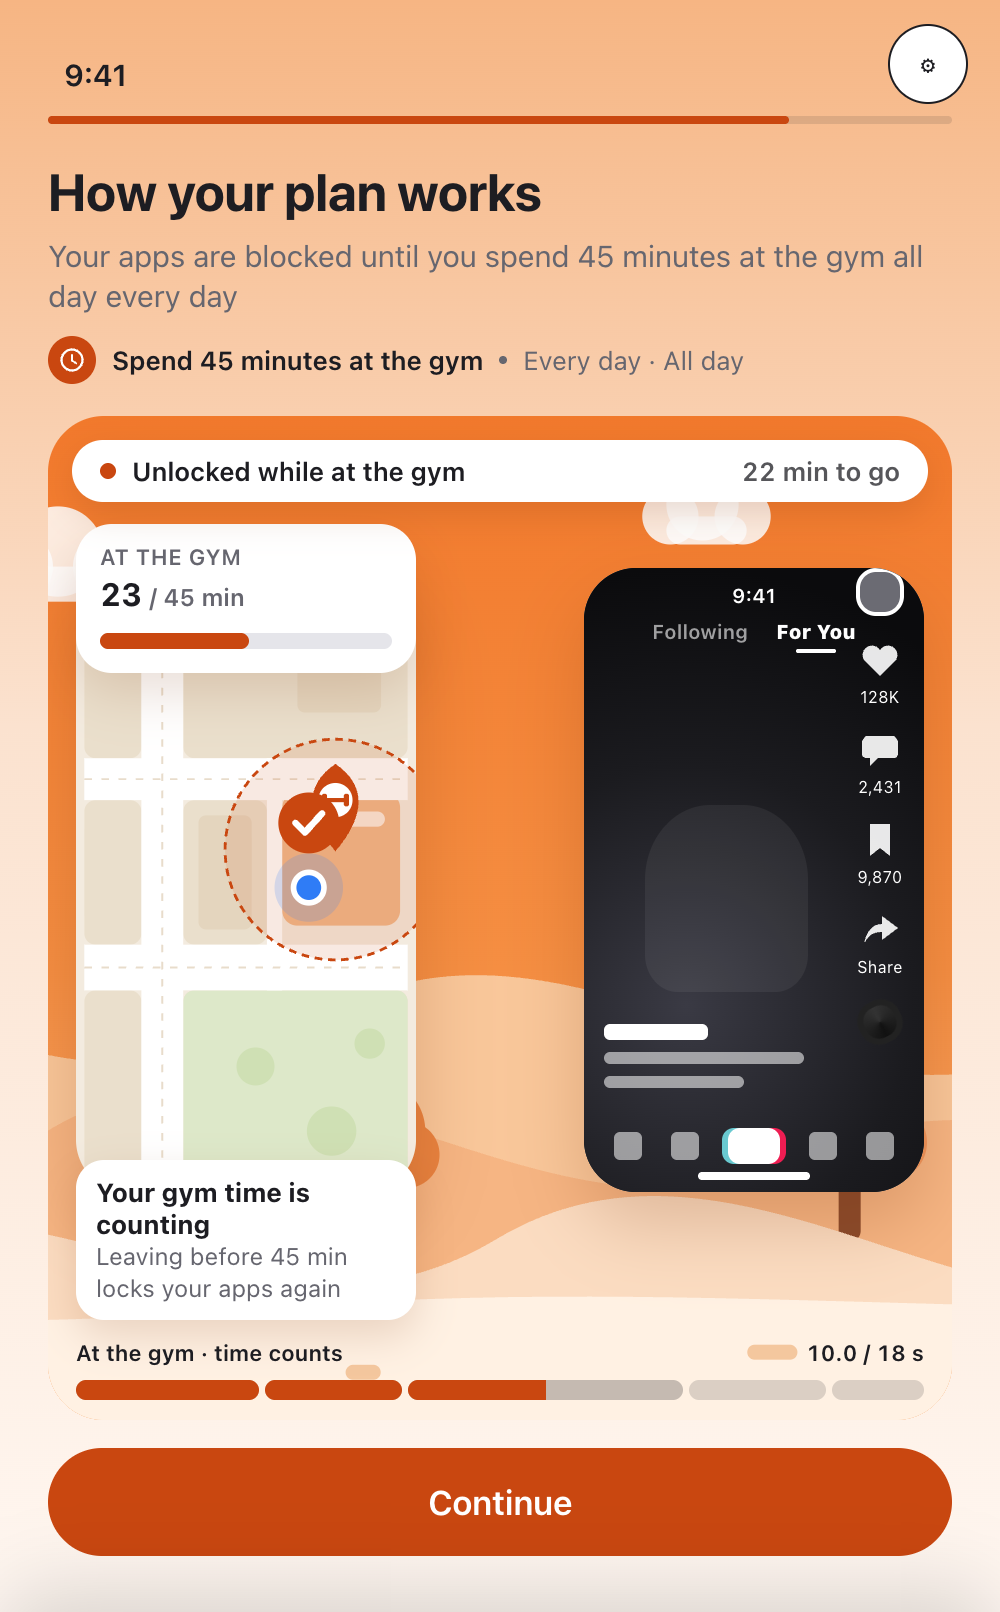 9:41
How your plan works
Your apps are blocked until you spend 45 minutes at the gym all
day every day
Spend 45 minutes at the gym • Every day · All day
Unlocked while at the gym 22 min to go
AT THE GYM
23 / 45 min
9:41
Following For You
128K
2,431
9,870
Share
Your gym time is
counting
Leaving before 45 min
locks your apps again
At the gym · time counts 10.0 / 18 s
Continue